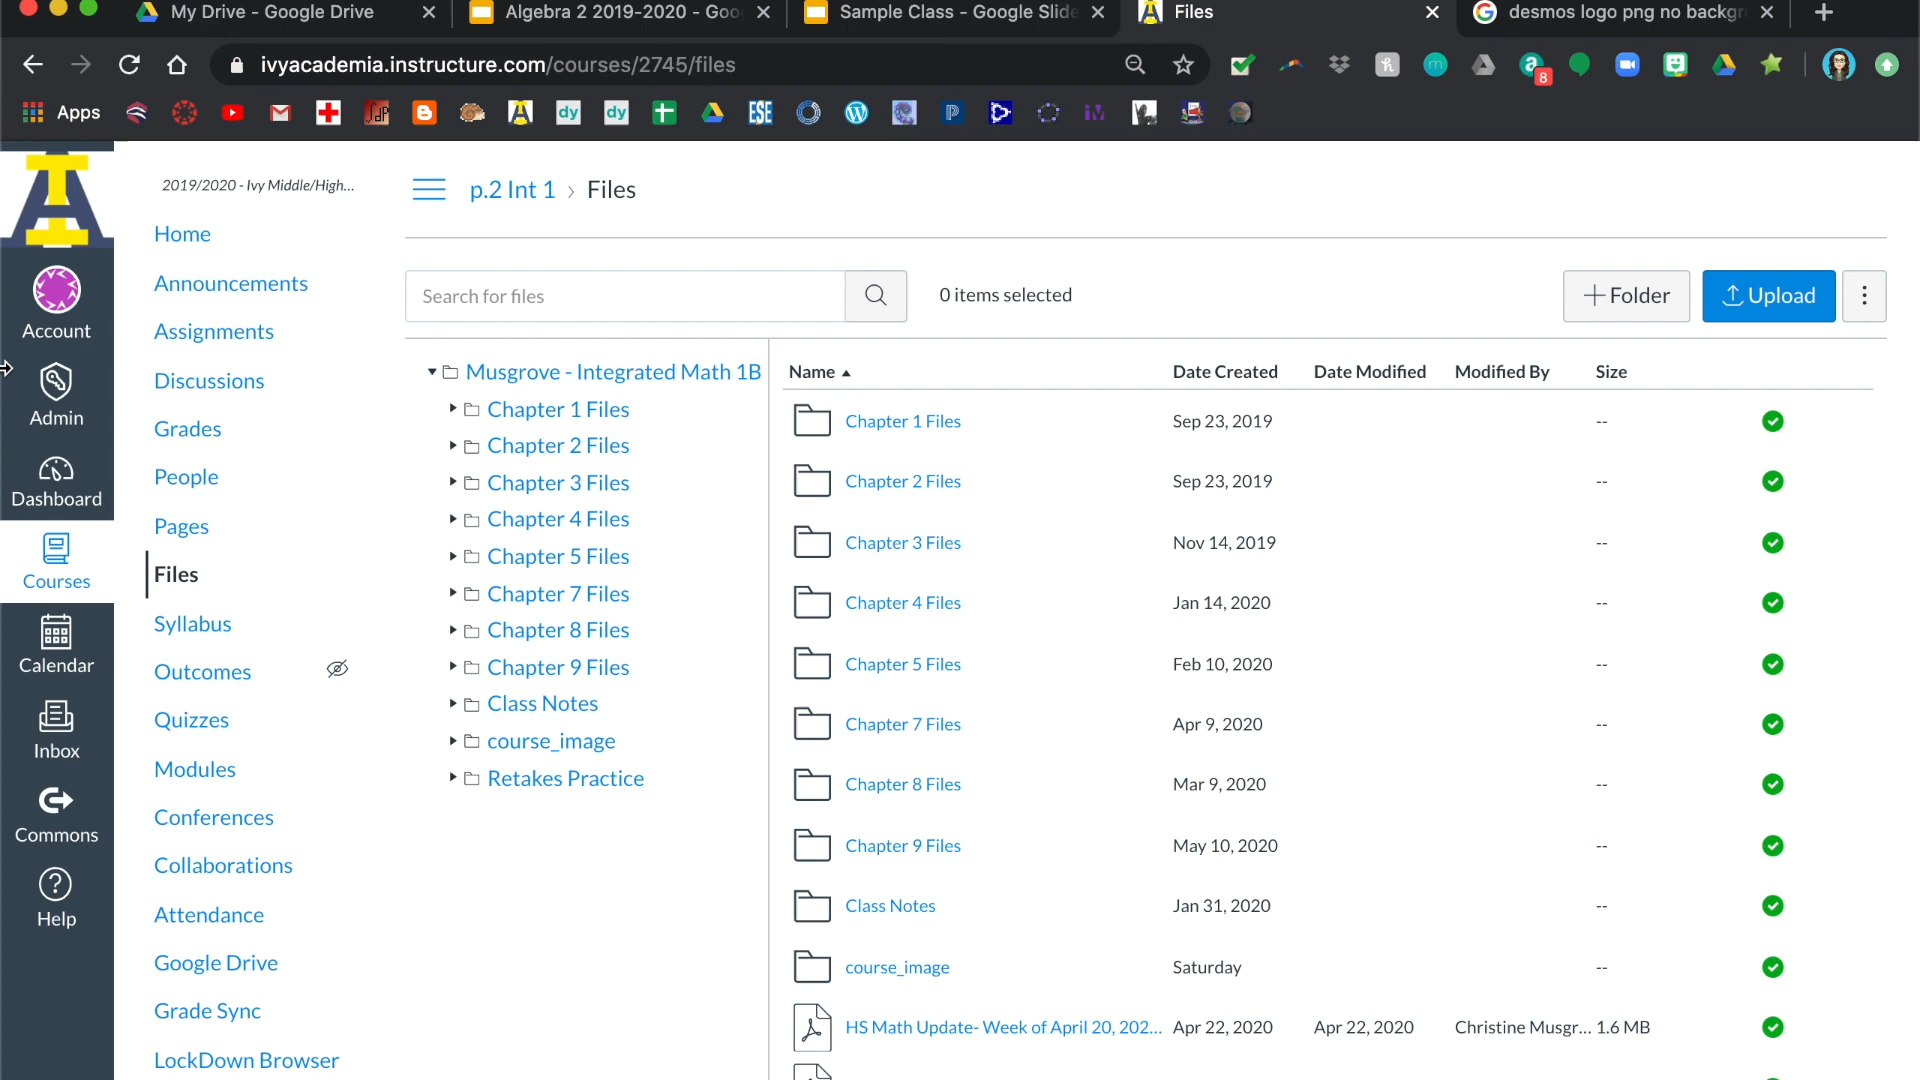 My Drive - Google Drive
Algebra 2 2019-2020 - Goo
Sample Class - Google Slide
Files
desmos logo png no backgr
ivyacademia.instructure.com/courses/2745/files
8
Apps
dy
dy
ESE
2019/2020 - Ivy Middle/High...
p.2 Int 1 › Files
Home
Announcements
Assignments
Discussions
Grades
People
Pages
Files
Syllabus
Outcomes
Quizzes
Modules
Conferences
Collaborations
Attendance
Google Drive
Grade Sync
LockDown Browser
Account
Admin
Dashboard
Courses
Calendar
Inbox
Commons
Help
Search for files
0 items selected
Folder
Upload
Musgrove - Integrated Math 1B
Chapter 1 Files
Chapter 2 Files
Chapter 3 Files
Chapter 4 Files
Chapter 5 Files
Chapter 7 Files
Chapter 8 Files
Chapter 9 Files
Class Notes
course_image
Retakes Practice
Name Date Created Date Modified Modified By Size
Chapter 1 Files Sep 23, 2019 --
Chapter 2 Files Sep 23, 2019 --
Chapter 3 Files Nov 14, 2019 --
Chapter 4 Files Jan 14, 2020 --
Chapter 5 Files Feb 10, 2020 --
Chapter 7 Files Apr 9, 2020 --
Chapter 8 Files Mar 9, 2020 --
Chapter 9 Files May 10, 2020 --
Class Notes Jan 31, 2020 --
course_image Saturday --
HS Math Update- Week of April 20, 202... Apr 22, 2020 Apr 22, 2020 Christine Musgr... 1.6 MB